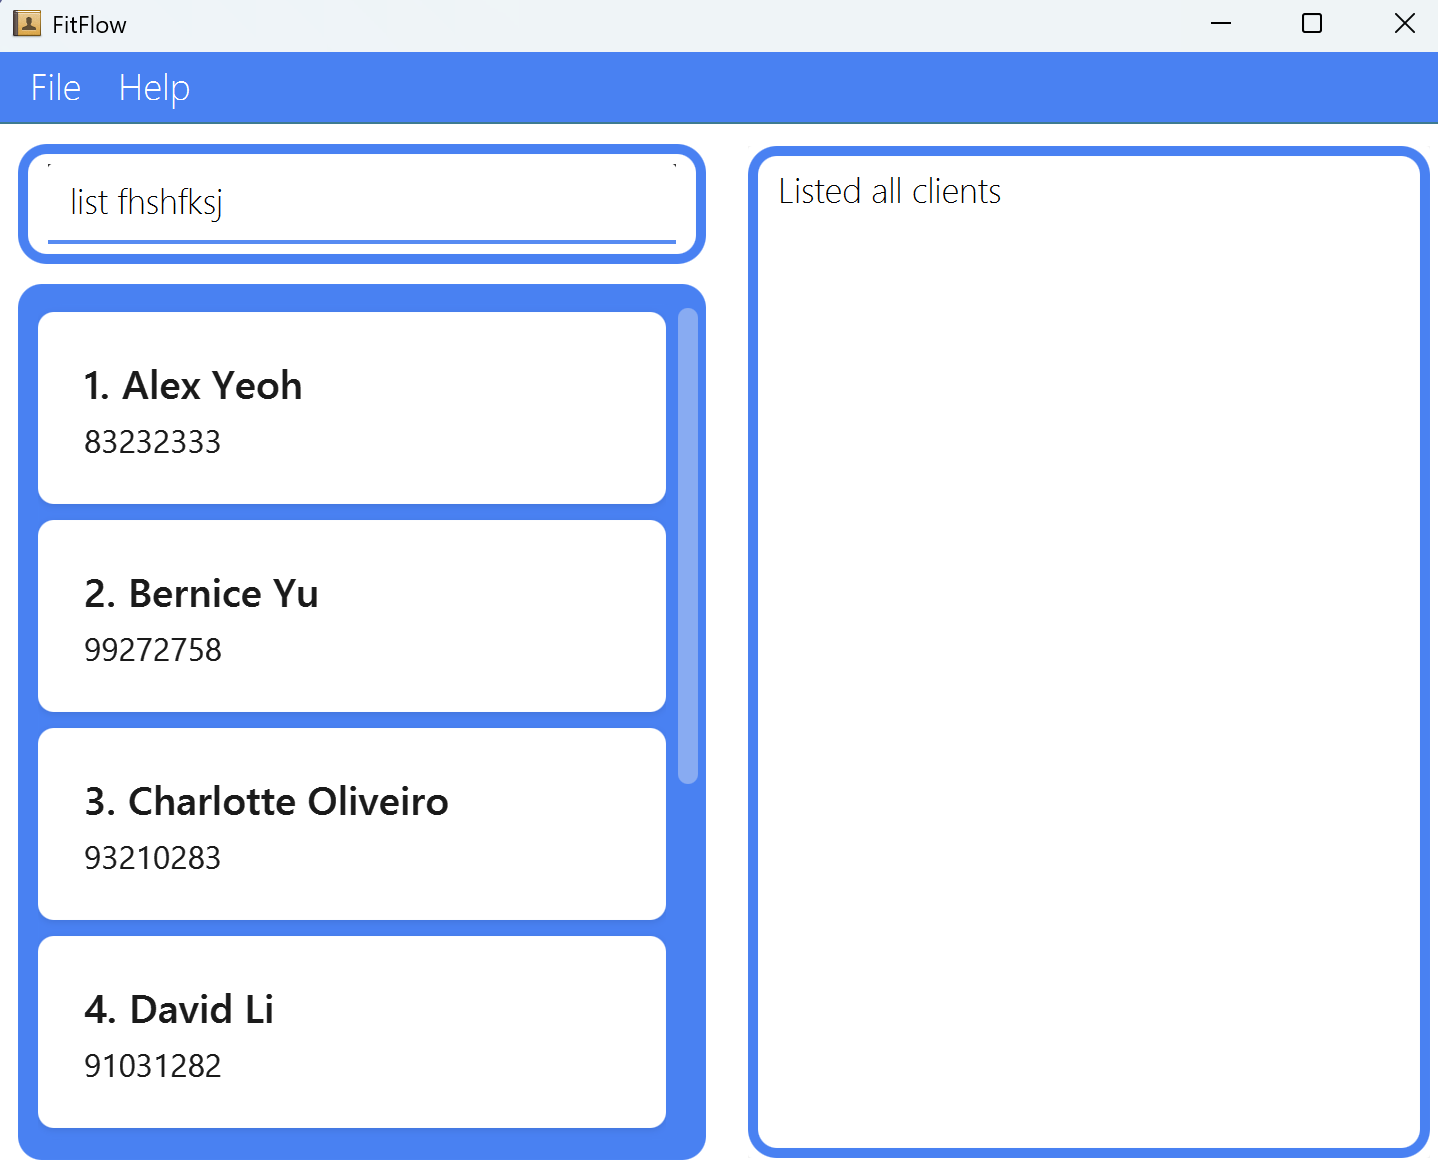 FitFlow
File Help
list fhshfksj
1. Alex Yeoh
83232333
2. Bernice Yu
99272758
3. Charlotte Oliveiro
93210283
4. David Li
91031282
Listed all clients